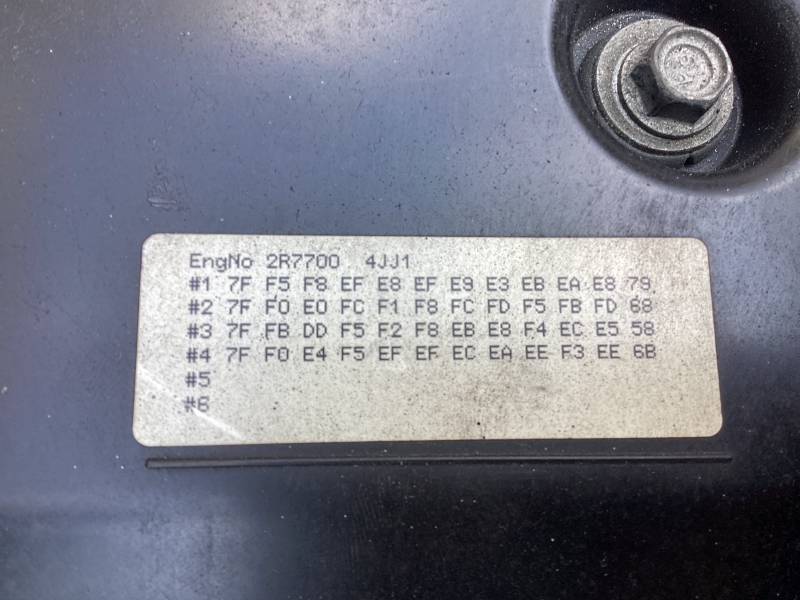 EngNo 2R7700 4JJ1
#1 7F F5 F8 EF E8 EF E9 E3 EB EA E8 79
#2 7F F0 E0 FC F1 F8 FC FD F5 FB FD 68
#3 7F FB DD F5 F2 F8 EB E8 F4 EC E5 58
#4 7F F0 E4 F5 EF EF EC EA EE F3 EE 6B
#5
#6